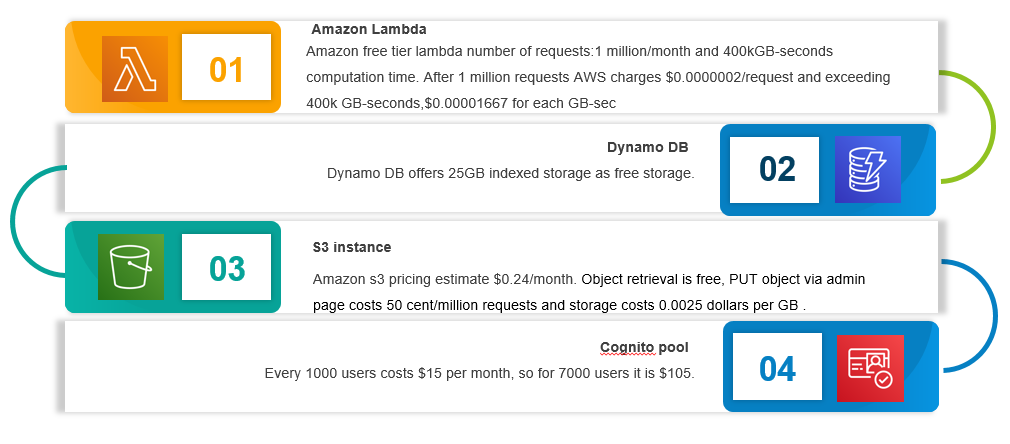 Amazon Lambda
01
Amazon free tier lambda number of requests:1 million/month and 400kGB-seconds
computation time. After 1 million requests AWS charges $0.0000002/request and exceeding
400k GB-seconds,$0.00001667 for each GB-sec
Dynamo DB
Dynamo DB offers 25GB indexed storage as free storage.
02
S3 instance
03
Amazon s3 pricing estimate $0.24/month. Object retrieval is free, PUT object via admin
page costs 50 cent/million requests and storage costs 0.0025 dollars per GB .
Cognito pool
Every 1000 users costs $15 per month, so for 7000 users it is $105.
04